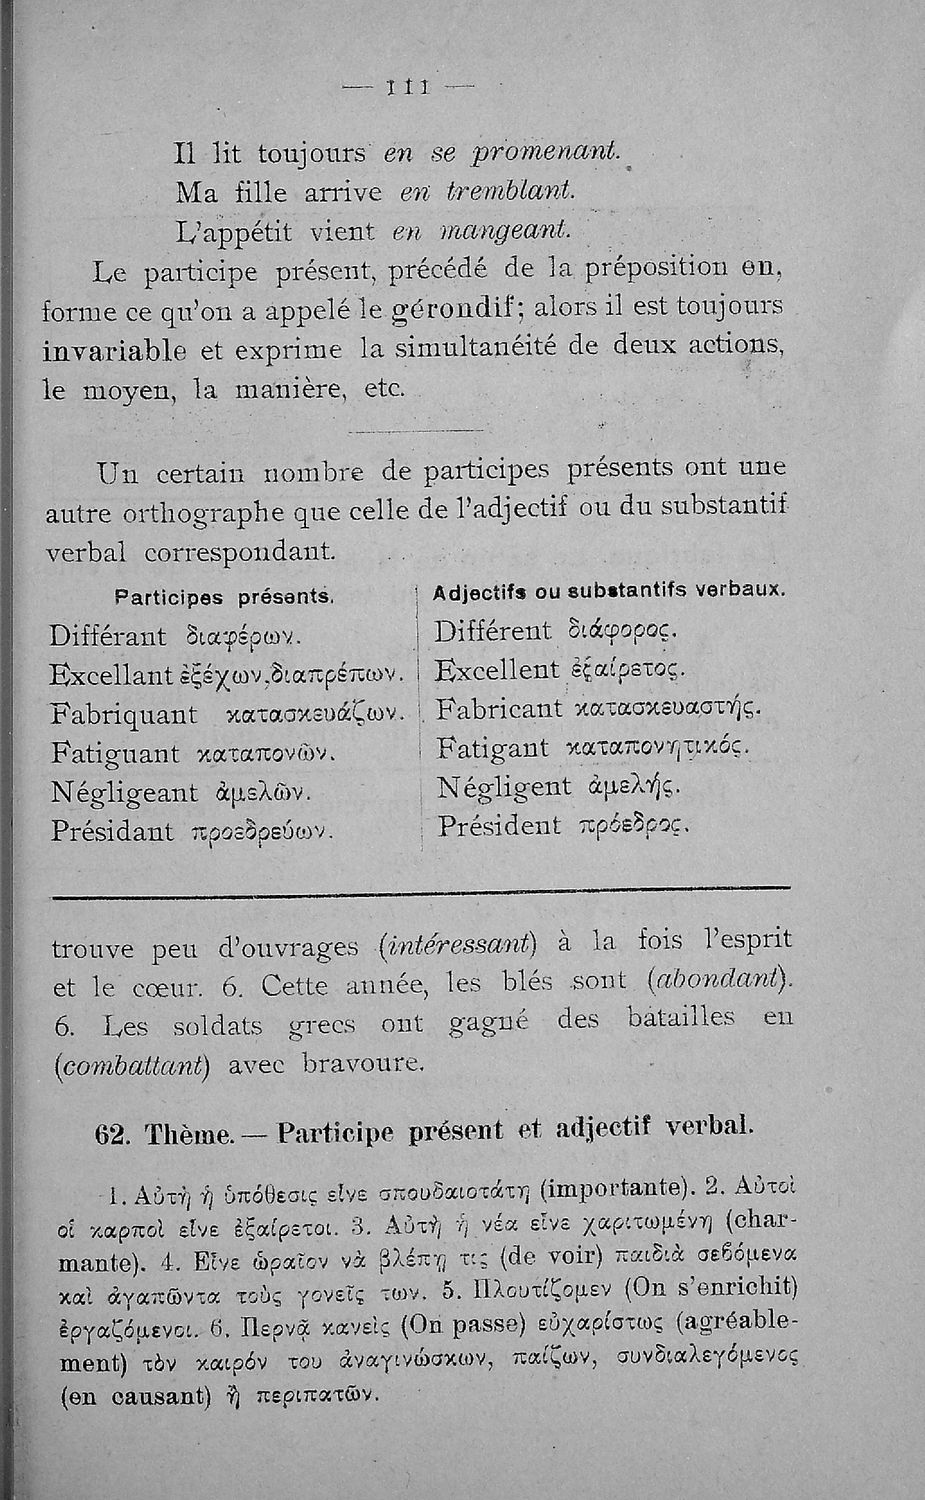 — 111 —
Il lit toujours en se promenant.
Ma fille arrive en tremblant.
L'appétit vient en mangeant.
Le participe présent, précédé de la préposition en,
forme ce qu'on a appelé le gérondif; alors il est toujours
invariable et exprime la simultanéité de deux actions,
le moyen, la manière, etc.
Un certain nombre de participes présents ont une
autre orthographe que celle de l'adjectif ou du substantif
verbal correspondant.
Participes présents. Adjectifs ou substantifs verbaux.
Différant διαφέρων. Différent διάφορος.
Excellant ἐξέχων, διαπρέπων. Excellent ἐξαίρετος.
Fabriquant κατασκευάζων. Fabricant κατασκευαστής.
Fatiguant καταπονῶν. Fatigant καταπονητικός.
Négligeant ἀμελῶν. Négligent ἀμελής.
Présidant προεδρεύων. Président πρόεδρος.
trouve peu d'ouvrages (intéressant) à la fois l'esprit
et le cœur. 6. Cette année, les blés sont (abondant).
6. Les soldats grecs ont gagné des batailles en
(combattant) avec bravoure.
62. Thème. — Participe présent et adjectif verbal.
1. Αὐτὴ ἡ ὑπόθεσις εἶνε σπουδαιοτάτη (importante). 2. Αὐτοὶ
οἱ καρποὶ εἶνε ἐξαίρετοι. 3. Αὐτὴ ἡ νέα εἶνε χαριτωμένη (char-
mante). 4. Εἶνε ὡραῖον νὰ βλέπῃ τις (de voir) παιδιὰ σεβόμενα
καὶ ἀγαπῶντα τοὺς γονεῖς των. 5. Πλουτίζομεν (On s'enrichit)
ἐργαζόμενοι. 6. Περνᾷ κανεὶς (On passe) εὐχαρίστως (agréable-
ment) τὸν καιρόν του ἀναγινώσκων, παίζων, συνδιαλεγόμενος
(en causant) ἢ περιπατῶν.